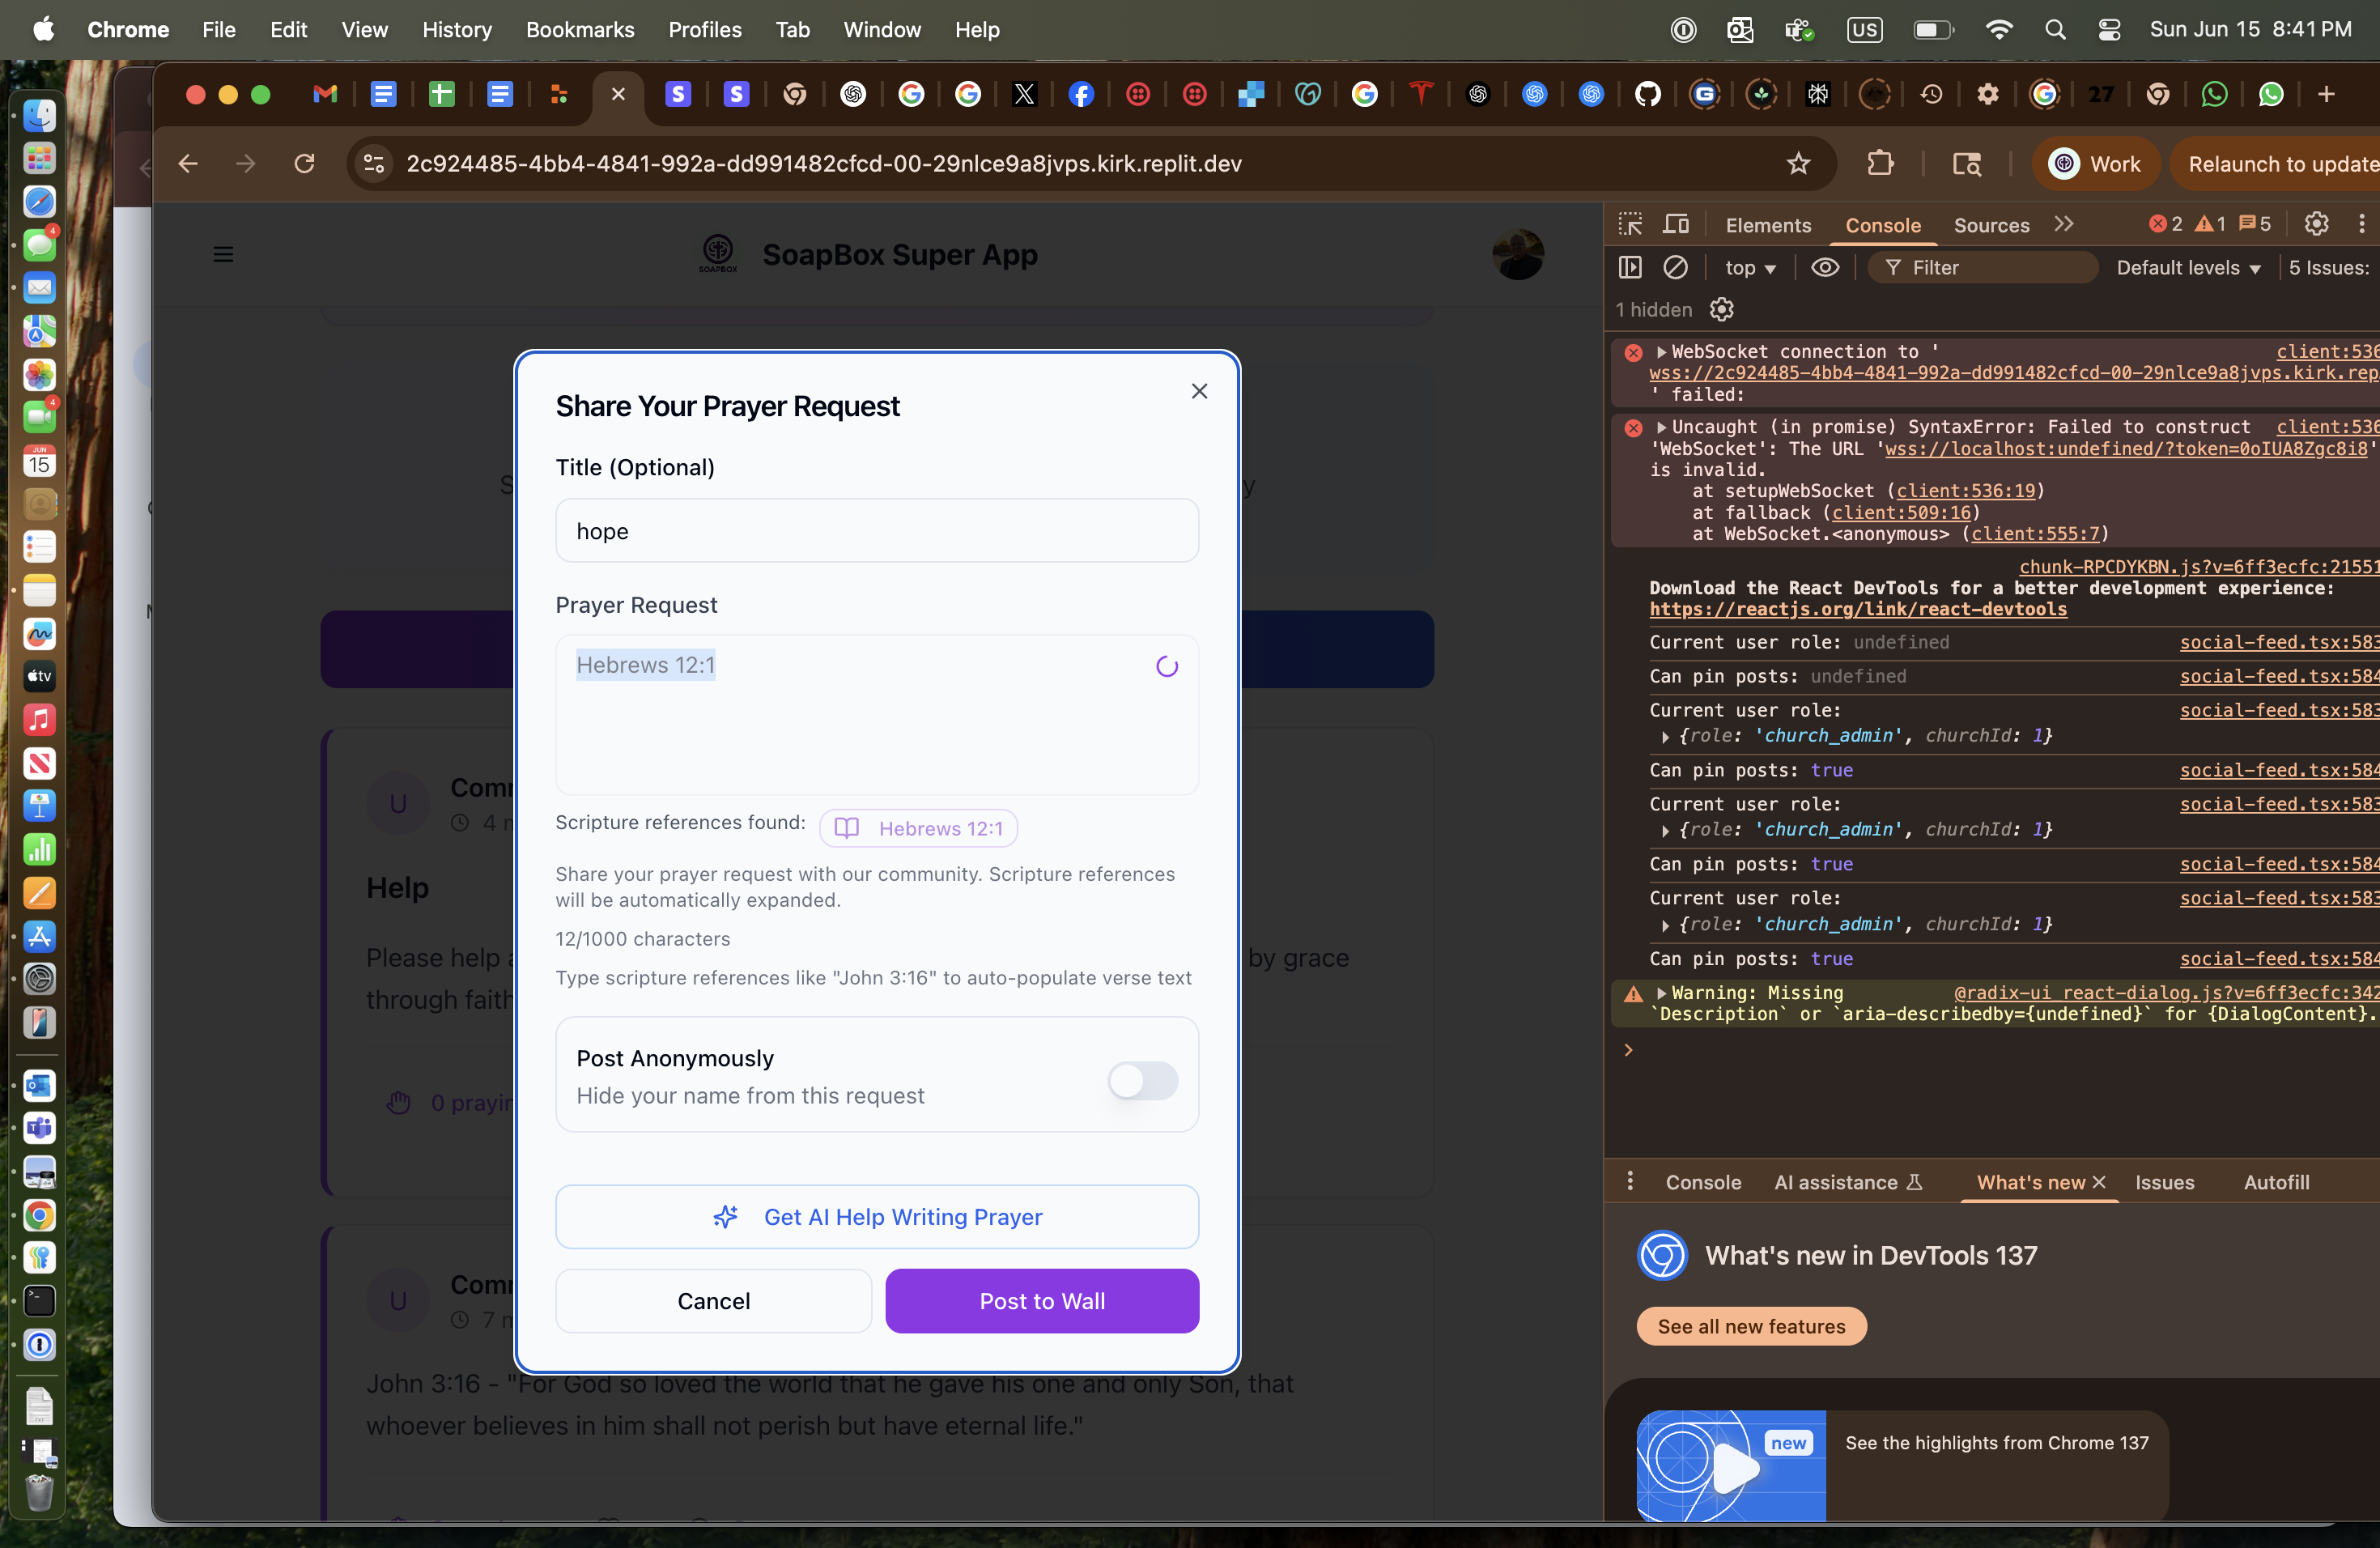 Chrome File Edit View History Bookmarks Profiles Tab Window Help
US
Sun Jun 15 8:41 PM
27
2c924485-4bb4-4841-992a-dd991482cfcd-00-29nlce9a8jvps.kirk.replit.dev
Work
Relaunch to update
4
4
JUN
15
tv
SOAPBOX
SoapBox Super App
U
4
Help
Please help
by grace
through faith
0 prayin
U
7
John 3:16 - "For God so loved the world that he gave his one and only Son, that
whoever believes in him shall not perish but have eternal life."
Share Your Prayer Request
Title (Optional)
hope
Prayer Request
Hebrews 12:1
Scripture references found: Hebrews 12:1
Share your prayer request with our community. Scripture references
will be automatically expanded.
12/1000 characters
Type scripture references like "John 3:16" to auto-populate verse text
Post Anonymously
Hide your name from this request
Get AI Help Writing Prayer
Cancel
Post to Wall
Elements Console Sources 2 1 5
top Filter Default levels 5 Issues:
1 hidden
WebSocket connection to ' client:536
wss://2c924485-4bb4-4841-992a-dd991482cfcd-00-29nlce9a8jvps.kirk.rep
' failed:
Uncaught (in promise) SyntaxError: Failed to construct client:536
'WebSocket': The URL 'wss://localhost:undefined/?token=0oIUA8Zgc8i8'
is invalid.
at setupWebSocket (client:536:19)
at fallback (client:509:16)
at WebSocket.<anonymous> (client:555:7)
chunk-RPCDYKBN.js?v=6ff3ecfc:21551
Download the React DevTools for a better development experience:
https://reactjs.org/link/react-devtools
Current user role: undefined social-feed.tsx:583
Can pin posts: undefined social-feed.tsx:584
Current user role: social-feed.tsx:583
{role: 'church_admin', churchId: 1}
Can pin posts: true social-feed.tsx:584
Current user role: social-feed.tsx:583
{role: 'church_admin', churchId: 1}
Can pin posts: true social-feed.tsx:584
Current user role: social-feed.tsx:583
{role: 'church_admin', churchId: 1}
Can pin posts: true social-feed.tsx:584
Warning: Missing @radix-ui_react-dialog.js?v=6ff3ecfc:342
`Description` or `aria-describedby={undefined}` for {DialogContent}.
Console AI assistance What's new Issues Autofill
What's new in DevTools 137
See all new features
new
See the highlights from Chrome 137